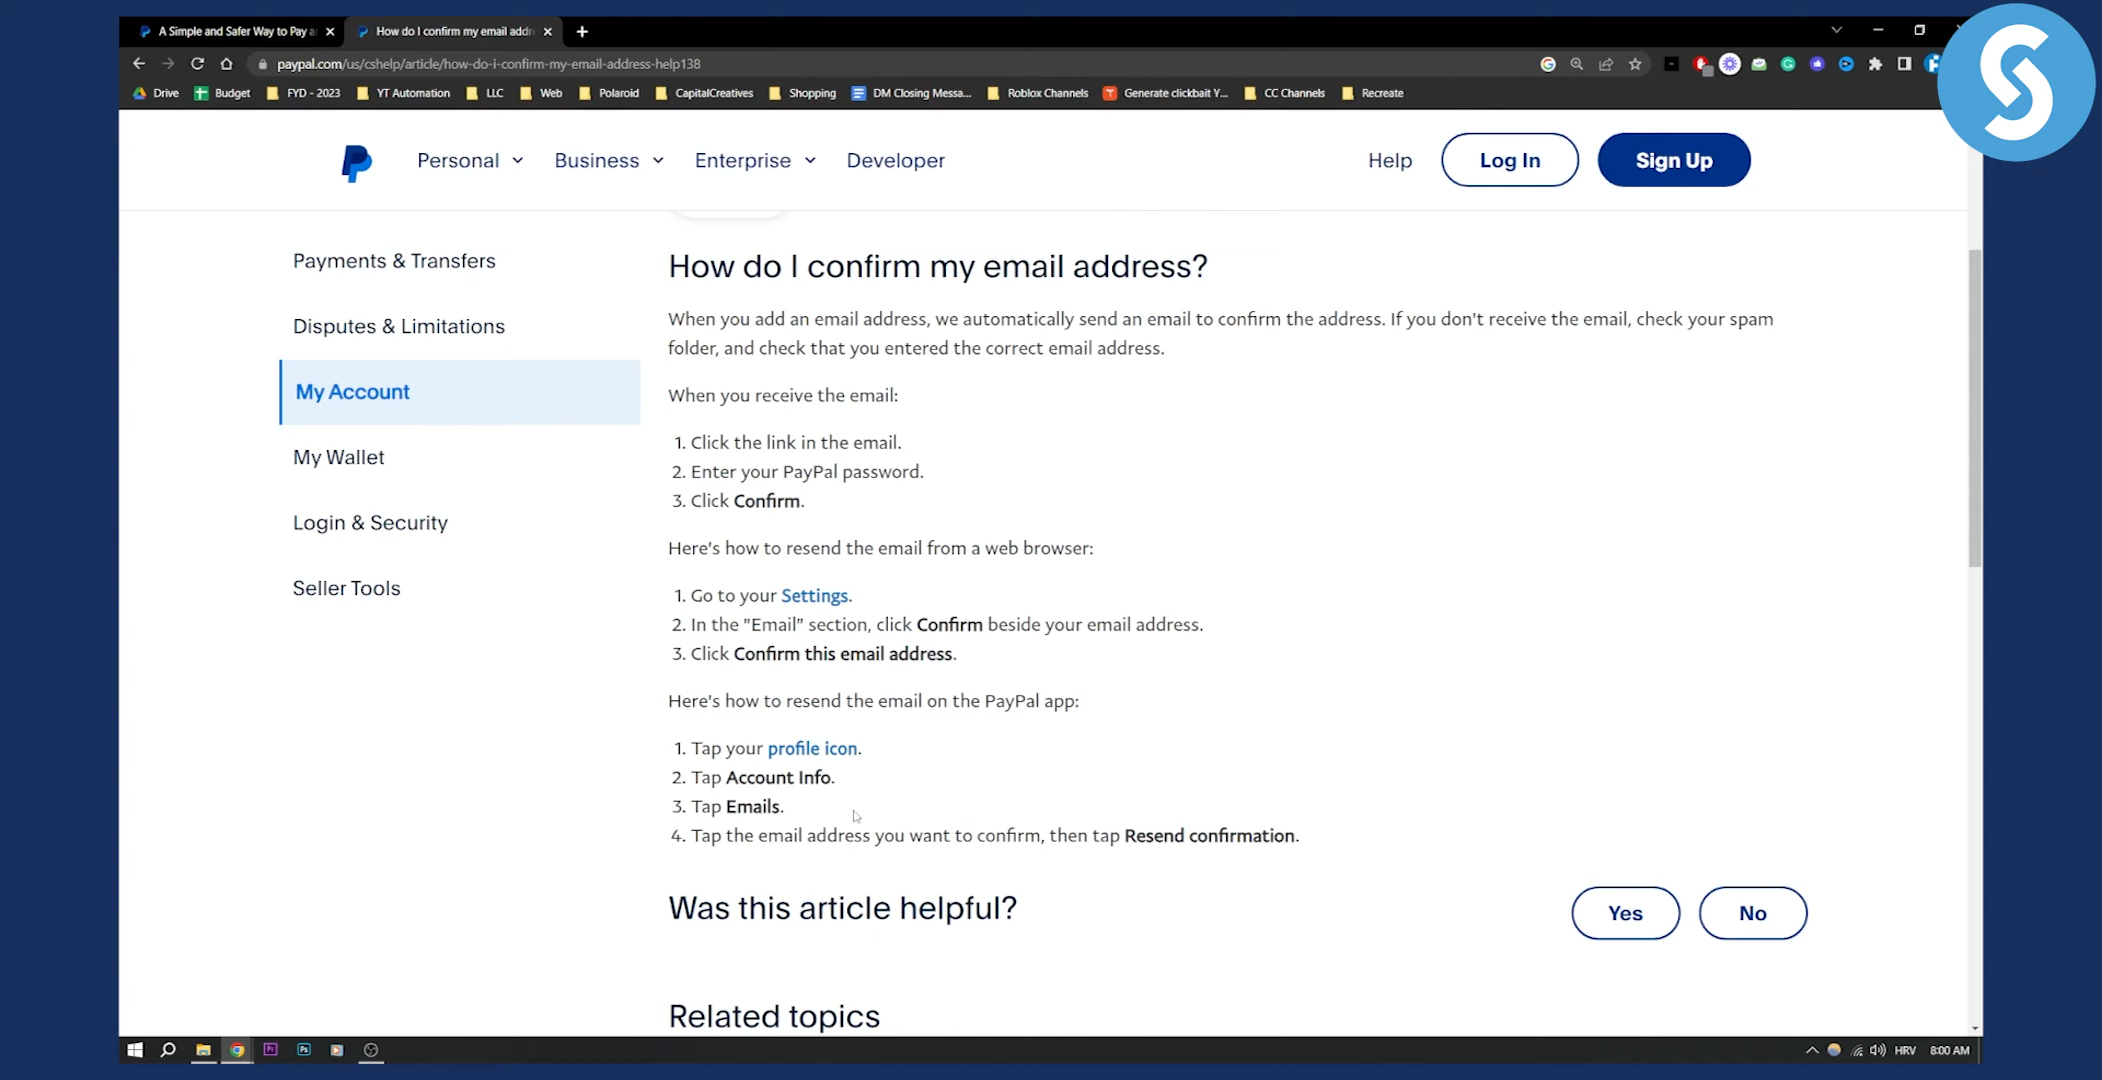 A Simple and Safer Way to Pay a
How do I confirm my email addr
paypal.com/us/cshelp/article/how-do-i-confirm-my-email-address-help138
Drive Budget FYD - 2023 YT Automation LLC Web Polaroid CapitalCreatives Shopping DM Closing Messa... Roblox Channels Generate clickbait Y... CC Channels Recreate
Personal Business Enterprise Developer Help Log In Sign Up
Payments & Transfers
Disputes & Limitations
My Account
My Wallet
Login & Security
Seller Tools
How do I confirm my email address?
When you add an email address, we automatically send an email to confirm the address. If you don't receive the email, check your spam
folder, and check that you entered the correct email address.
When you receive the email:
1. Click the link in the email.
2. Enter your PayPal password.
3. Click Confirm.
Here's how to resend the email from a web browser:
1. Go to your Settings.
2. In the "Email" section, click Confirm beside your email address.
3. Click Confirm this email address.
Here's how to resend the email on the PayPal app:
1. Tap your profile icon.
2. Tap Account Info.
3. Tap Emails.
4. Tap the email address you want to confirm, then tap Resend confirmation.
Was this article helpful?
Yes No
Related topics
Pr Ps HRV 8:00 AM